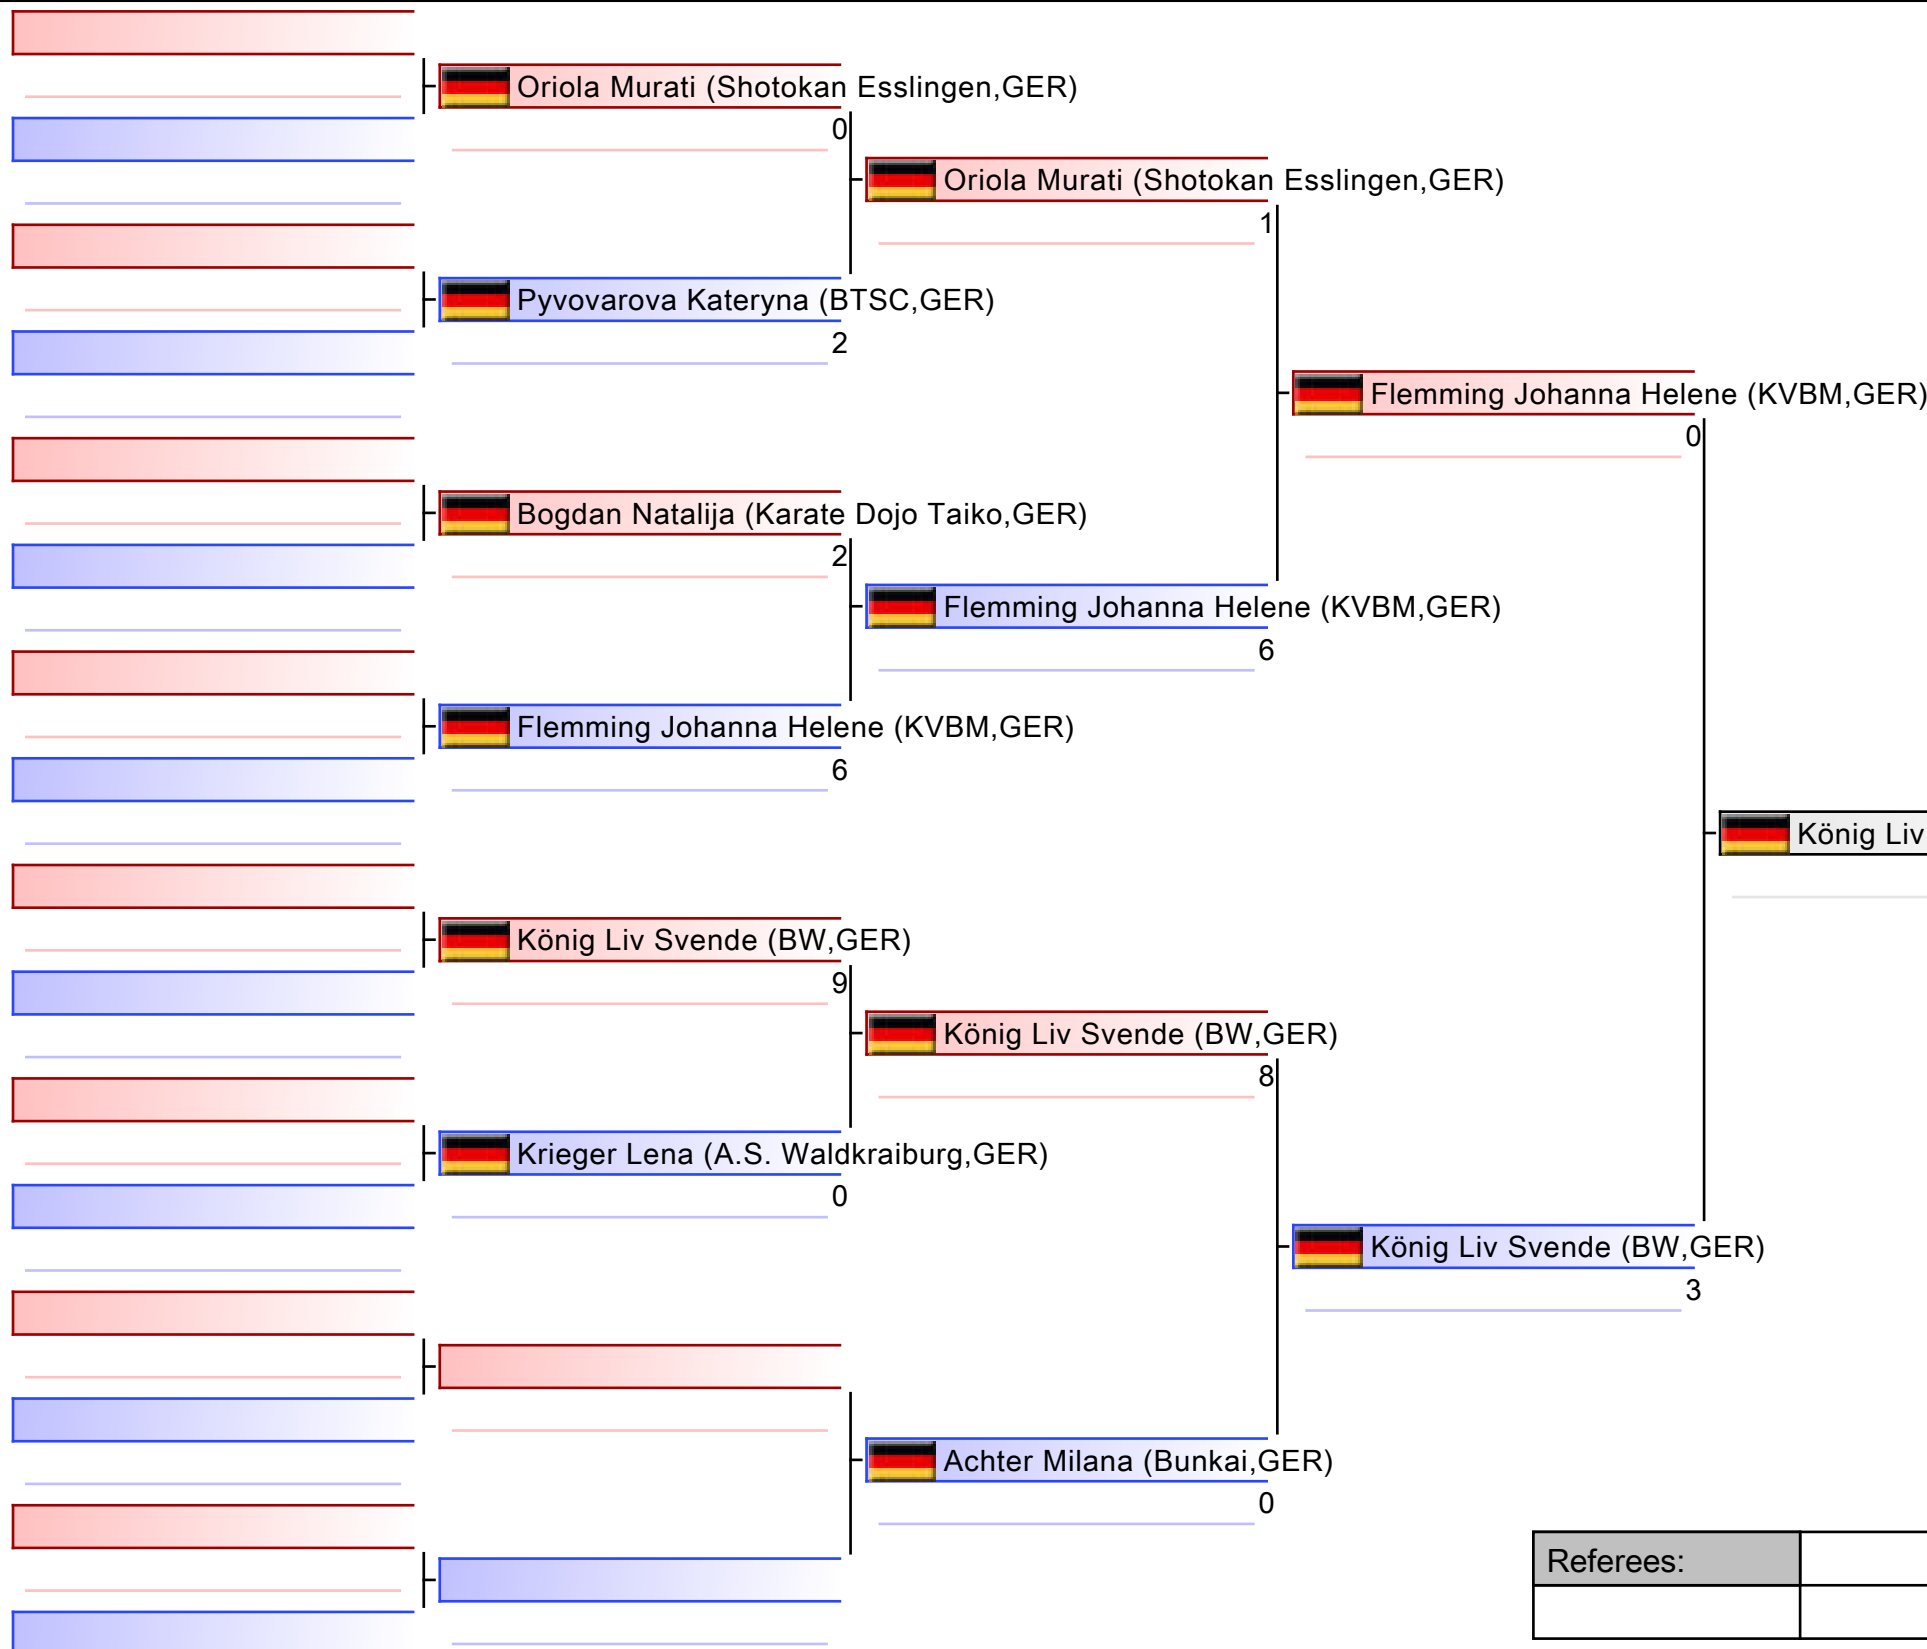 Oriola Murati (Shotokan Esslingen,GER)
0
Oriola Murati (Shotokan Esslingen,GER)
1
Pyvovarova Kateryna (BTSC,GER)
2
Flemming Johanna Helene (KVBM,GER)
0
Bogdan Natalija (Karate Dojo Taiko,GER)
2
Flemming Johanna Helene (KVBM,GER)
6
Flemming Johanna Helene (KVBM,GER)
6
König Liv
König Liv Svende (BW,GER)
9
König Liv Svende (BW,GER)
8
Krieger Lena (A.S. Waldkraiburg,GER)
0
König Liv Svende (BW,GER)
3
Achter Milana (Bunkai,GER)
0
Referees: